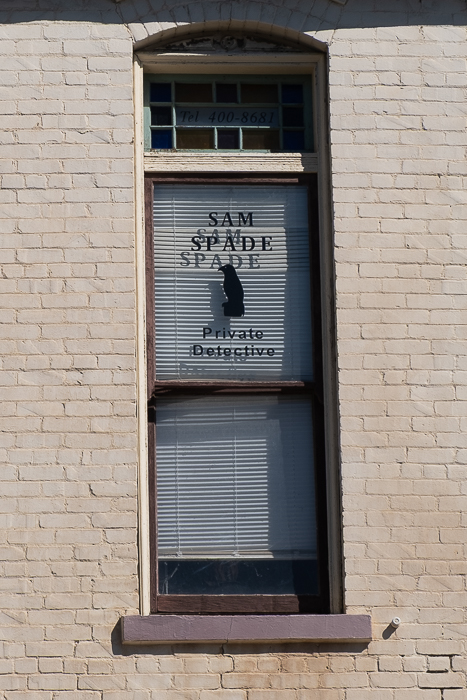 Tel 400-8681
SAM
SPADE
Private
Detective